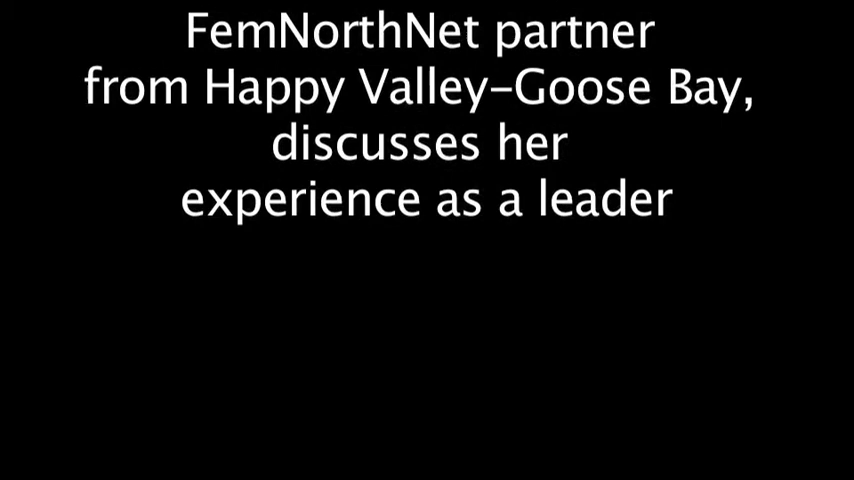 FemNorthNet partner
from Happy Valley-Goose Bay,
discusses her
experience as a leader